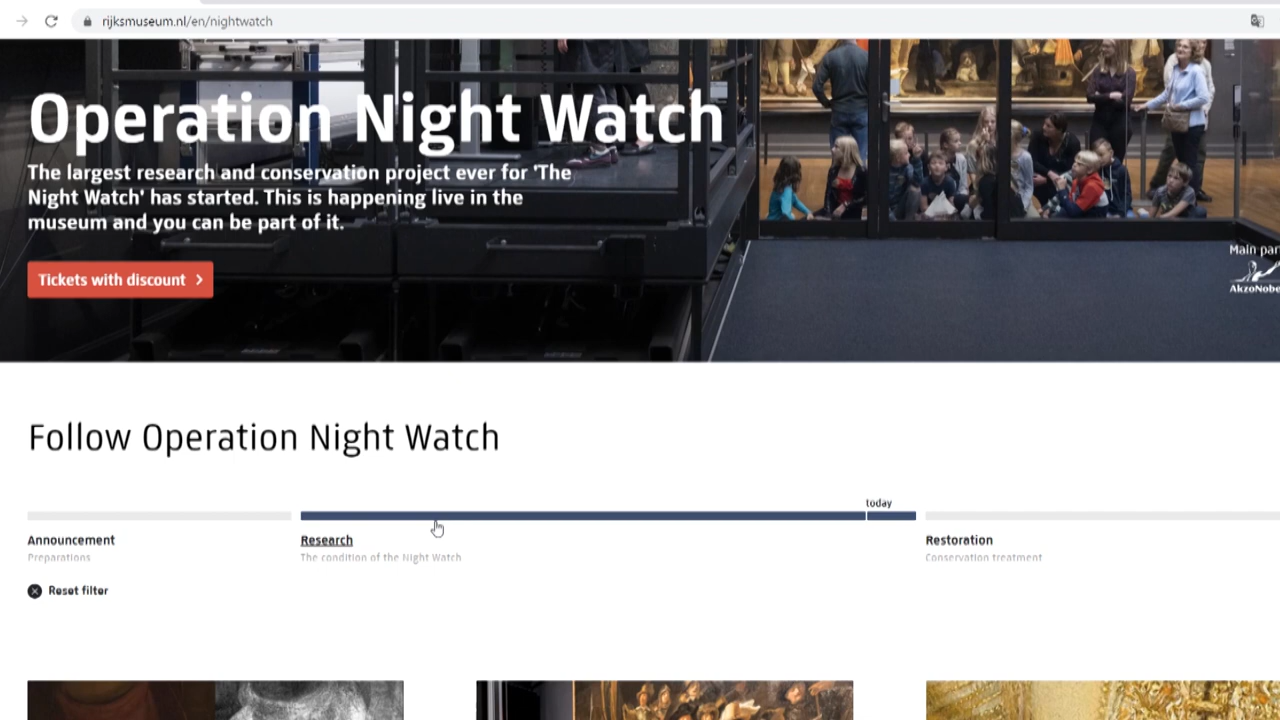 rijksmuseum.nl/en/nightwatch
Operation Night Watch
The largest research and conservation project ever for 'The
Night Watch' has started. This is happening live in the
museum and you can be part of it.
Tickets with discount
Main par
AkzoNobe
Follow Operation Night Watch
today
Announcement
Preparations
Research
The condition of the Night Watch
Restoration
Conservation treatment
Reset filter